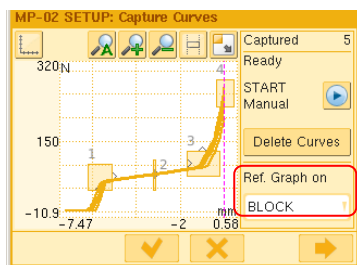 MP-02 SETUP: Capture Curves
A
Captured 5
Ready
START
Manual
Delete Curves
Ref. Graph on
BLOCK
320 N
150
-10.9
-7.47
-2
0.58
mm
1
2
3
4